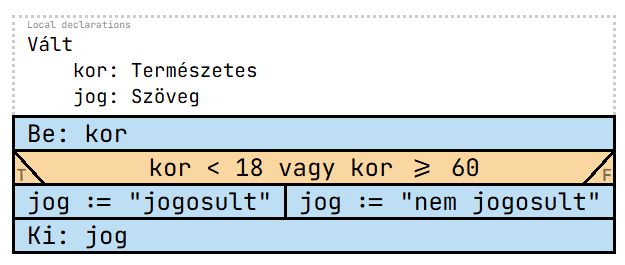 Local declarations
Vált
kor: Természetes
jog: Szöveg
Be: kor
T kor < 18 vagy kor ⩾ 60 F
jog := "jogosult" jog := "nem jogosult"
Ki: jog